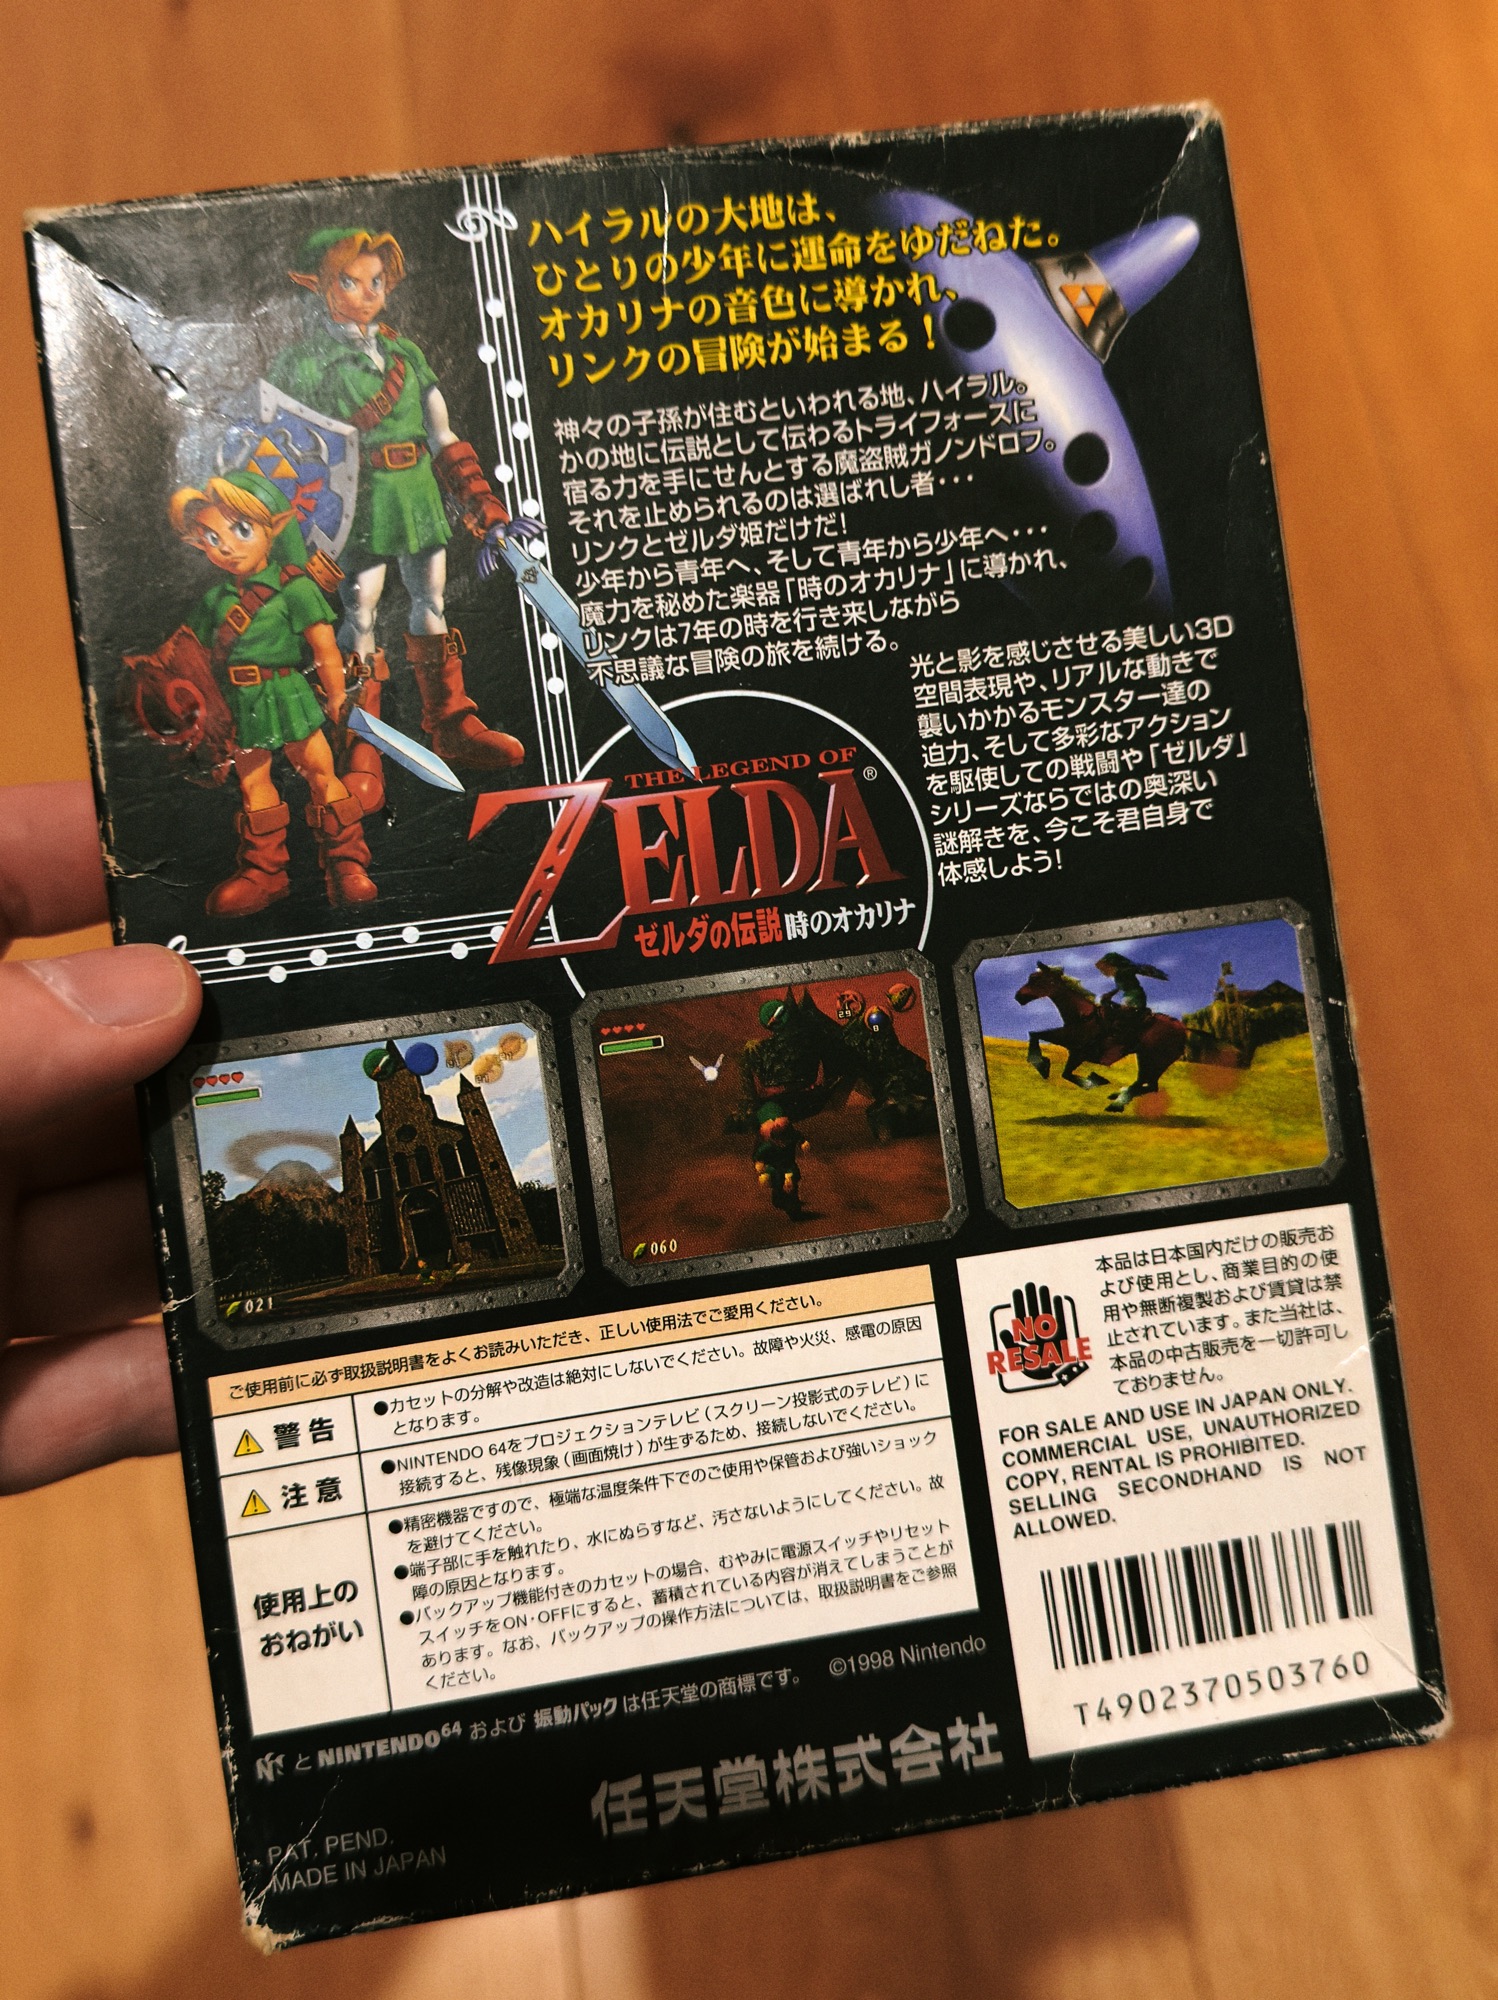 ハイラルの大地は、
ひとりの少年に運命をゆだねた。
オカリナの音色に導かれ、
リンクの冒険が始まる！
神々の子孫が住むといわれる地、ハイラル。
かの地に伝説として伝わるトライフォースに
宿る力を手にせんとする魔盗賊ガノンドロフ。
それを止められるのは選ばれし者・・・
リンクとゼルダ姫だけだ！
少年から青年へ、そして青年から少年へ・・・
魔力を秘めた楽器「時のオカリナ」に導かれ、
リンクは7年の時を行き来しながら
不思議な冒険の旅を続ける。
光と影を感じさせる美しい3D
空間表現や、リアルな動きで
襲いかかるモンスター達の
迫力、そして多彩なアクション
を駆使しての戦闘や「ゼルダ」
シリーズならではの奥深い
謎解きを、今こそ君自身で
体感しよう！
THE LEGEND OF
ZELDA®
ゼルダの伝説 時のオカリナ
021
29
8
060
ご使用前に必ず取扱説明書をよくお読みいただき、正しい使用法でご愛用ください。
警告
●カセットの分解や改造は絶対にしないでください。故障や火災、感電の原因
となります。
注意
●NINTENDO 64をプロジェクションテレビ（スクリーン投影式のテレビ）に
接続すると、残像現象（画面焼け）が生ずるため、接続しないでください。
使用上の
おねがい
●精密機器ですので、極端な温度条件下でのご使用や保管および強いショック
を避けてください。
●端子部に手を触れたり、水にぬらすなど、汚さないようにしてください。故
障の原因となります。
●バックアップ機能付きのカセットの場合、むやみに電源スイッチやリセット
スイッチをON・OFFにすると、蓄積されている内容が消えてしまうことが
あります。なお、バックアップの操作方法については、取扱説明書をご参照
ください。
NO
RESALE
本品は日本国内だけの販売お
よび使用とし、商業目的の使
用や無断複製および賃貸は禁
止されています。また当社は、
本品の中古販売を一切許可し
ておりません。
FOR SALE AND USE IN JAPAN ONLY.
COMMERCIAL USE, UNAUTHORIZED
COPY, RENTAL IS PROHIBITED.
SELLING SECONDHAND IS NOT
ALLOWED.
T4902370503760
と NINTENDO64 および 振動パック は任天堂の商標です。 ©1998 Nintendo
任天堂株式会社
PAT. PEND.
MADE IN JAPAN